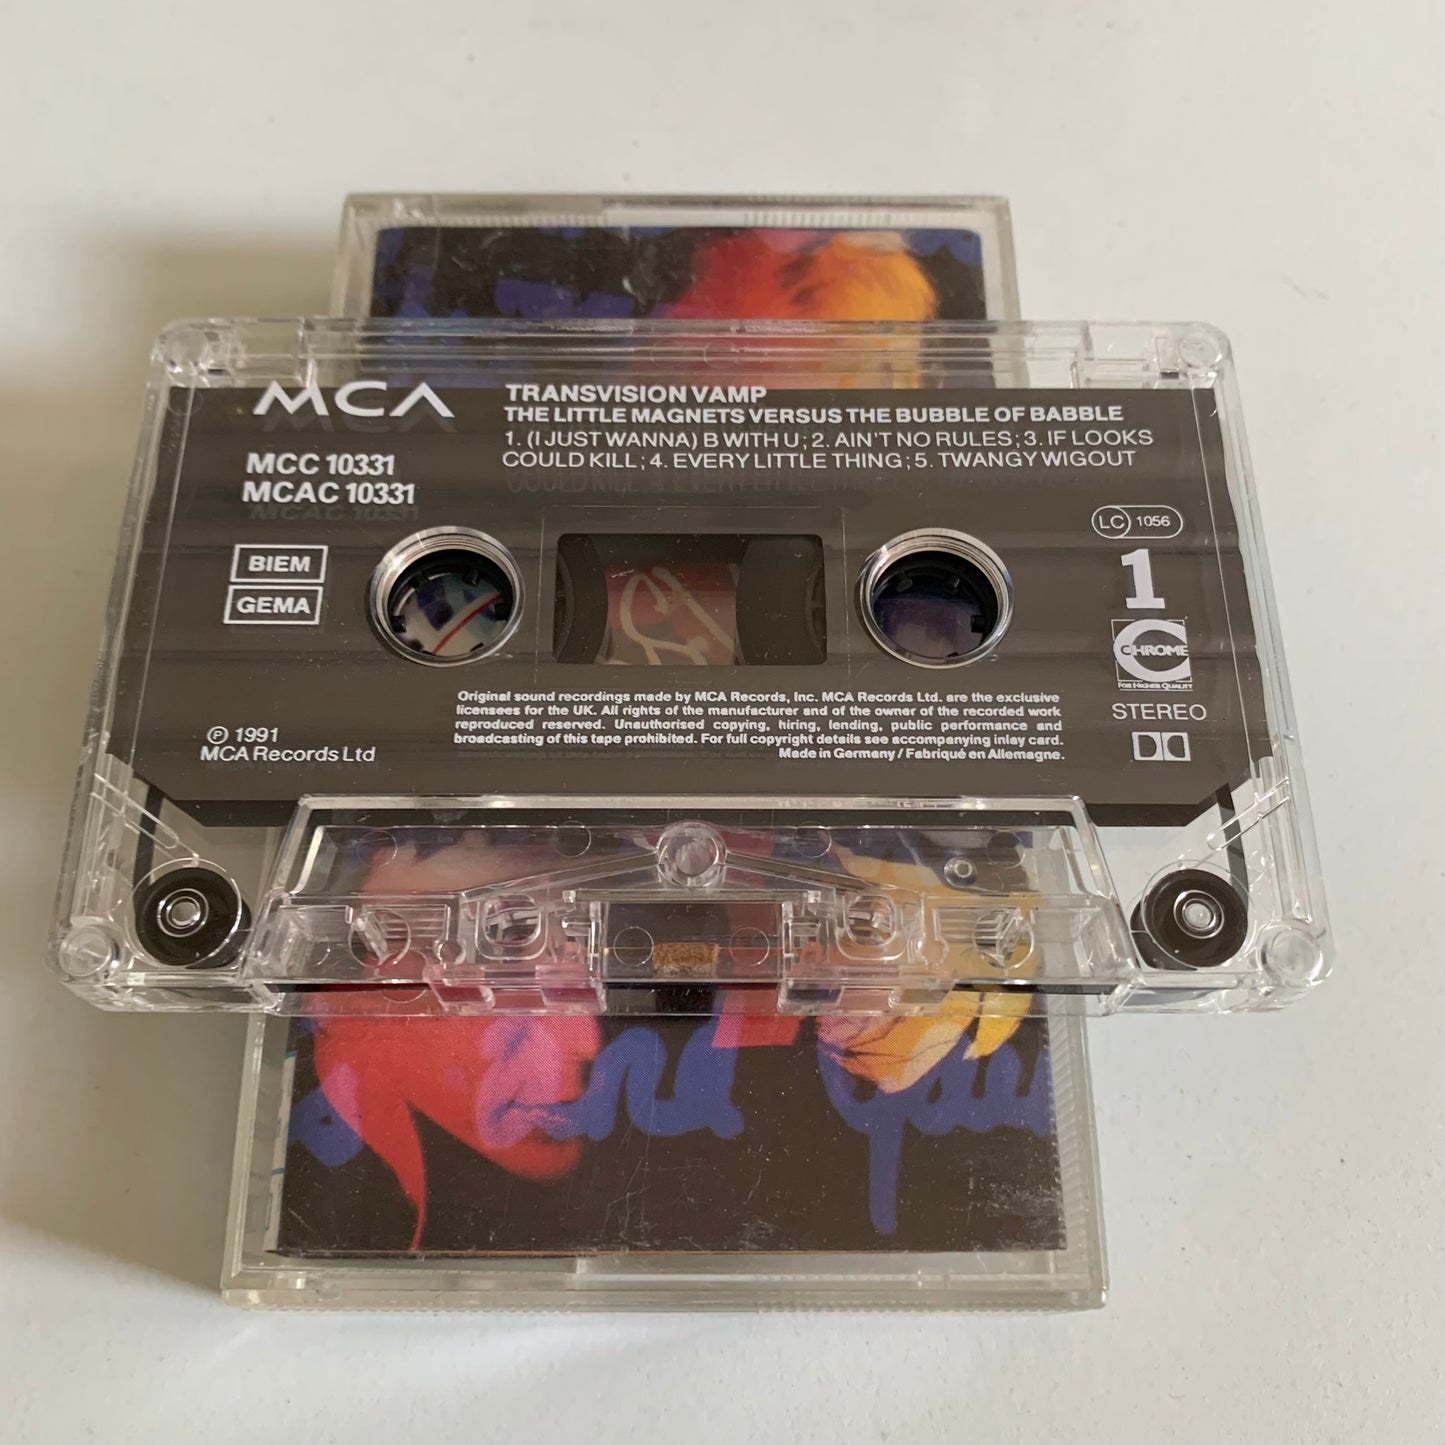 MCA
TRANSVISION VAMP
THE LITTLE MAGNETS VERSUS THE BUBBLE OF BABBLE
1. (I JUST WANNA) B WITH U; 2. AIN'T NO RULES; 3. IF LOOKS
COULD KILL; 4. EVERY LITTLE THING; 5. TWANGY WIGOUT
MCC 10331
MCAC 10331
LC 1056
BIEM
GEMA
1
CHROME
FOR HIGHER QUALITY
STEREO
Original sound recordings made by MCA Records, Inc. MCA Records Ltd. are the exclusive
licensees for the UK. All rights of the manufacturer and of the owner of the recorded work
reproduced reserved. Unauthorised copying, hiring, lending, public performance and
broadcasting of this tape prohibited. For full copyright details see accompanying inlay card.
Made in Germany / Fabriqué en Allemagne.
℗ 1991
MCA Records Ltd